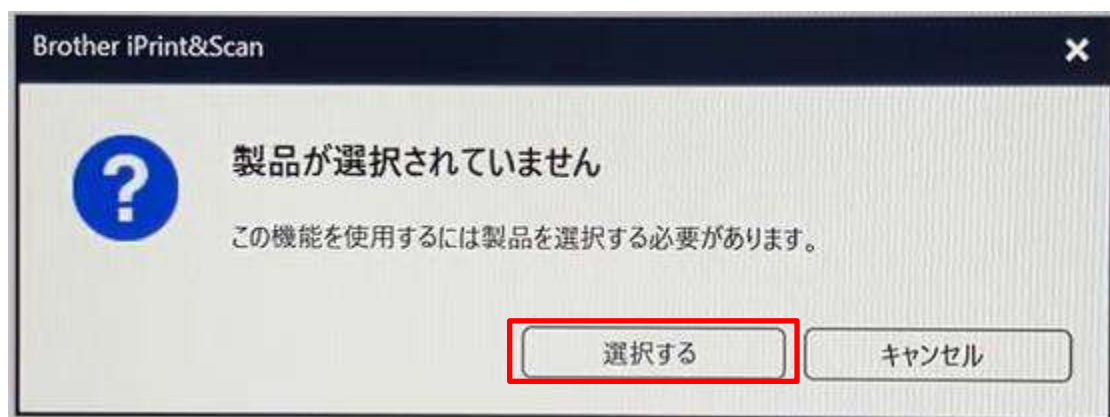 Brother iPrint&Scan
製品が選択されていません
この機能を使用するには製品を選択する必要があります。
選択する
キャンセル